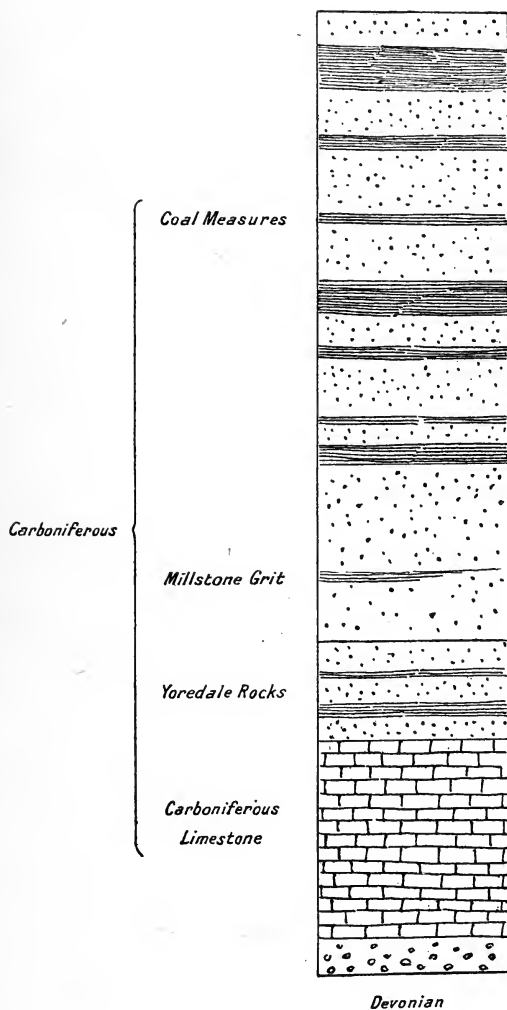 Coal Measures
Carboniferous
Millstone Grit
Yoredale Rocks
Carboniferous
Limestone
Devonian